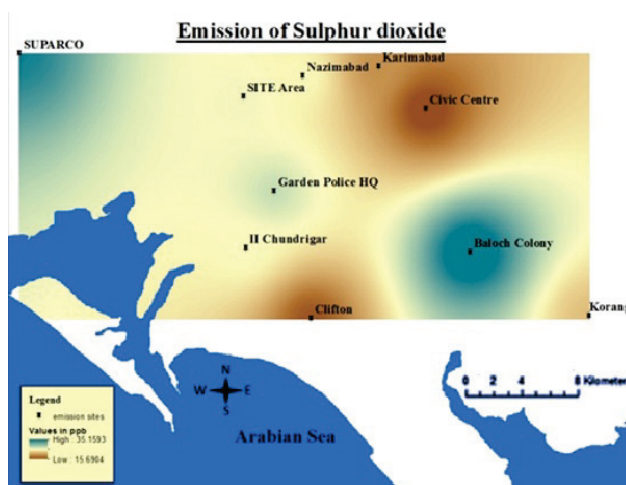 Emission of Sulphur dioxide
SUPARCO
Karimabad
Nazimabad
SITE Area
Civic Centre
Garden Police HQ
II Chundrigar
Baloch Colony
Clifton
Korang
N
W E
S
0 2 4 8 Kilometer
Arabian Sea
Legend
emission sites
Values in ppb
High : 35.1593
Low : 15.6904